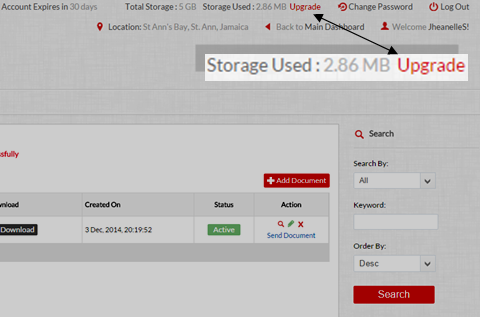 Account Expires in 30 days Total Storage : 5 GB Storage Used : 2.86 MB Upgrade Change Password Log Out
Location: St Ann's Bay, St. Ann, Jamaica Back to Main Dashboard Welcome JheanelleS!
Storage Used : 2.86 MB Upgrade
Search
Search By:
All
Keyword:
Order By:
Desc
Search
Add Document
Created On Status Action
Download 3 Dec, 2014, 20:19:52 Active
Send Document